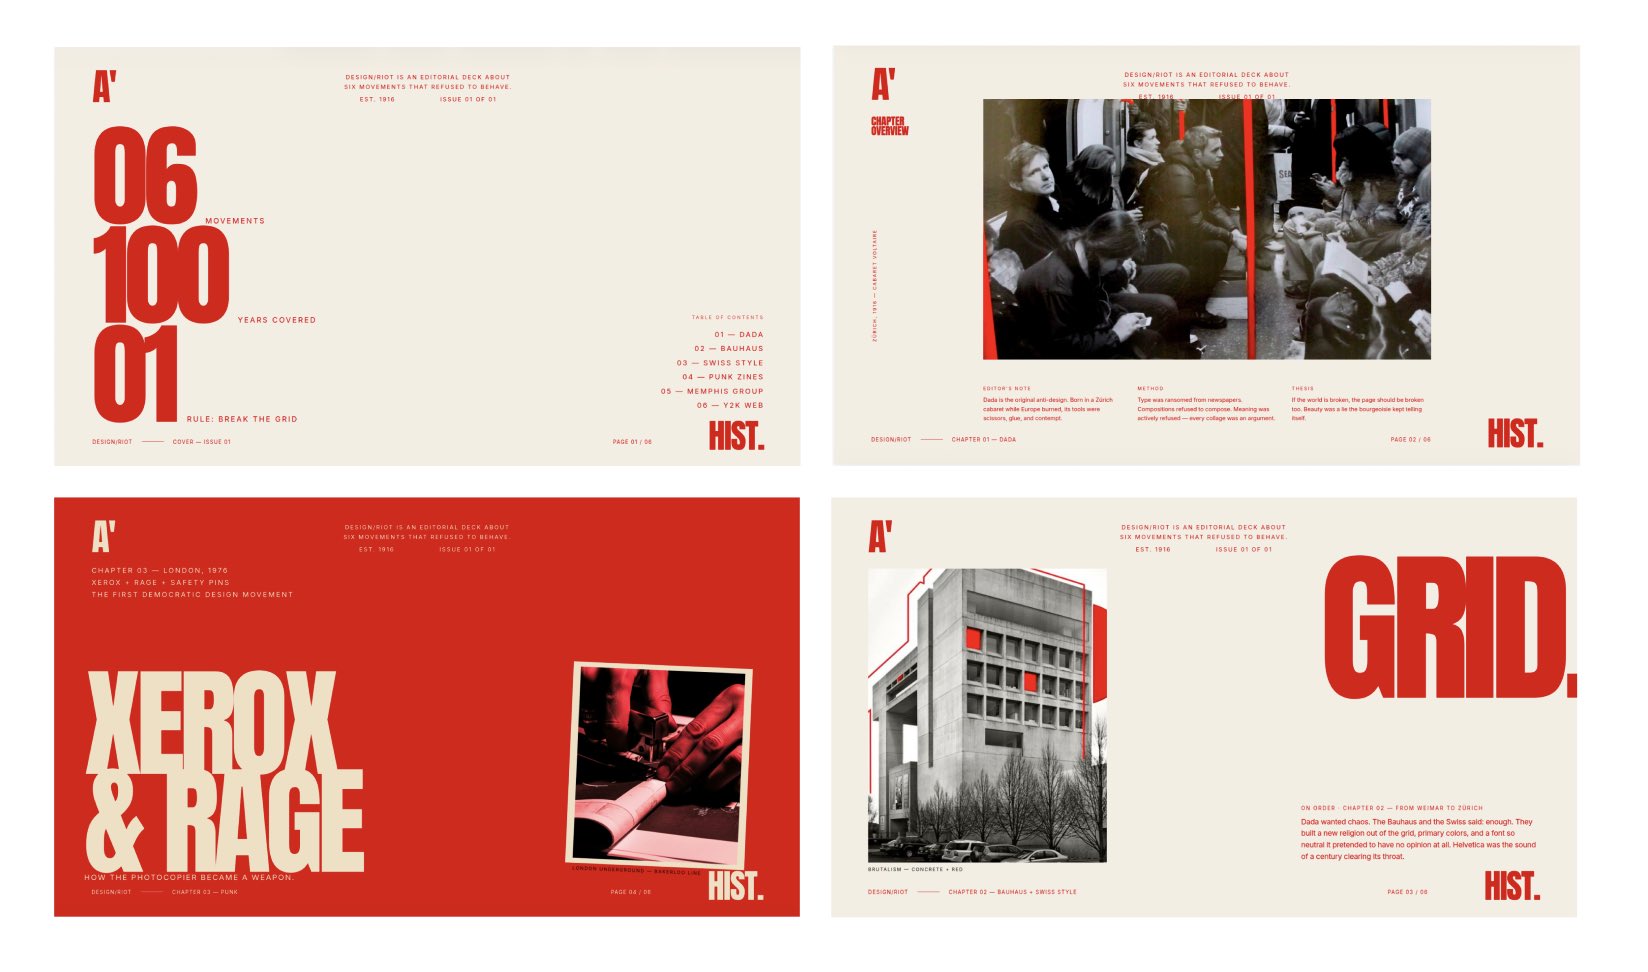 A'
DESIGN/RIOT IS AN EDITORIAL DECK ABOUT
SIX MOVEMENTS THAT REFUSED TO BEHAVE.
EST. 1916 ISSUE 01 OF 01
06 MOVEMENTS
100 YEARS COVERED
01 RULE: BREAK THE GRID
TABLE OF CONTENTS
01 — DADA
02 — BAUHAUS
03 — SWISS STYLE
04 — PUNK ZINES
05 — MEMPHIS GROUP
06 — Y2K WEB
DESIGN/RIOT COVER — ISSUE 01
PAGE 01 / 06
HIST.
A'
DESIGN/RIOT IS AN EDITORIAL DECK ABOUT
SIX MOVEMENTS THAT REFUSED TO BEHAVE.
EST. 1916 ISSUE 01 OF 01
CHAPTER
OVERVIEW
ZÜRICH, 1916 — CABARET VOLTAIRE
SEA
EDITOR'S NOTE
Dada is the original anti-design. Born in a Zürich
cabaret while Europe burned, its tools were
scissors, glue, and contempt.
METHOD
Type was ransomed from newspapers.
Compositions refused to compose. Meaning was
actively refused — every collage was an argument.
THESIS
If the world is broken, the page should be broken
too. Beauty was a lie the bourgeoisie kept telling
itself.
DESIGN/RIOT CHAPTER 01 — DADA
PAGE 02 / 06
HIST.
A'
DESIGN/RIOT IS AN EDITORIAL DECK ABOUT
SIX MOVEMENTS THAT REFUSED TO BEHAVE.
EST. 1916 ISSUE 01 OF 01
CHAPTER 03 — LONDON, 1976
XEROX + RAGE + SAFETY PINS
THE FIRST DEMOCRATIC DESIGN MOVEMENT
XEROX
& RAGE
HOW THE PHOTOCOPIER BECAME A WEAPON.
LONDON UNDERGROUND — BAKERLOO LINE
DESIGN/RIOT CHAPTER 03 — PUNK
PAGE 04 / 06
HIST.
A'
DESIGN/RIOT IS AN EDITORIAL DECK ABOUT
SIX MOVEMENTS THAT REFUSED TO BEHAVE.
EST. 1916 ISSUE 01 OF 01
GRID.
BRUTALISM — CONCRETE + RED
ON ORDER · CHAPTER 02 — FROM WEIMAR TO ZÜRICH
Dada wanted chaos. The Bauhaus and the Swiss said: enough. They
built a new religion out of the grid, primary colors, and a font so
neutral it pretended to have no opinion at all. Helvetica was the sound
of a century clearing its throat.
DESIGN/RIOT CHAPTER 02 — BAUHAUS + SWISS STYLE
PAGE 03 / 06
HIST.